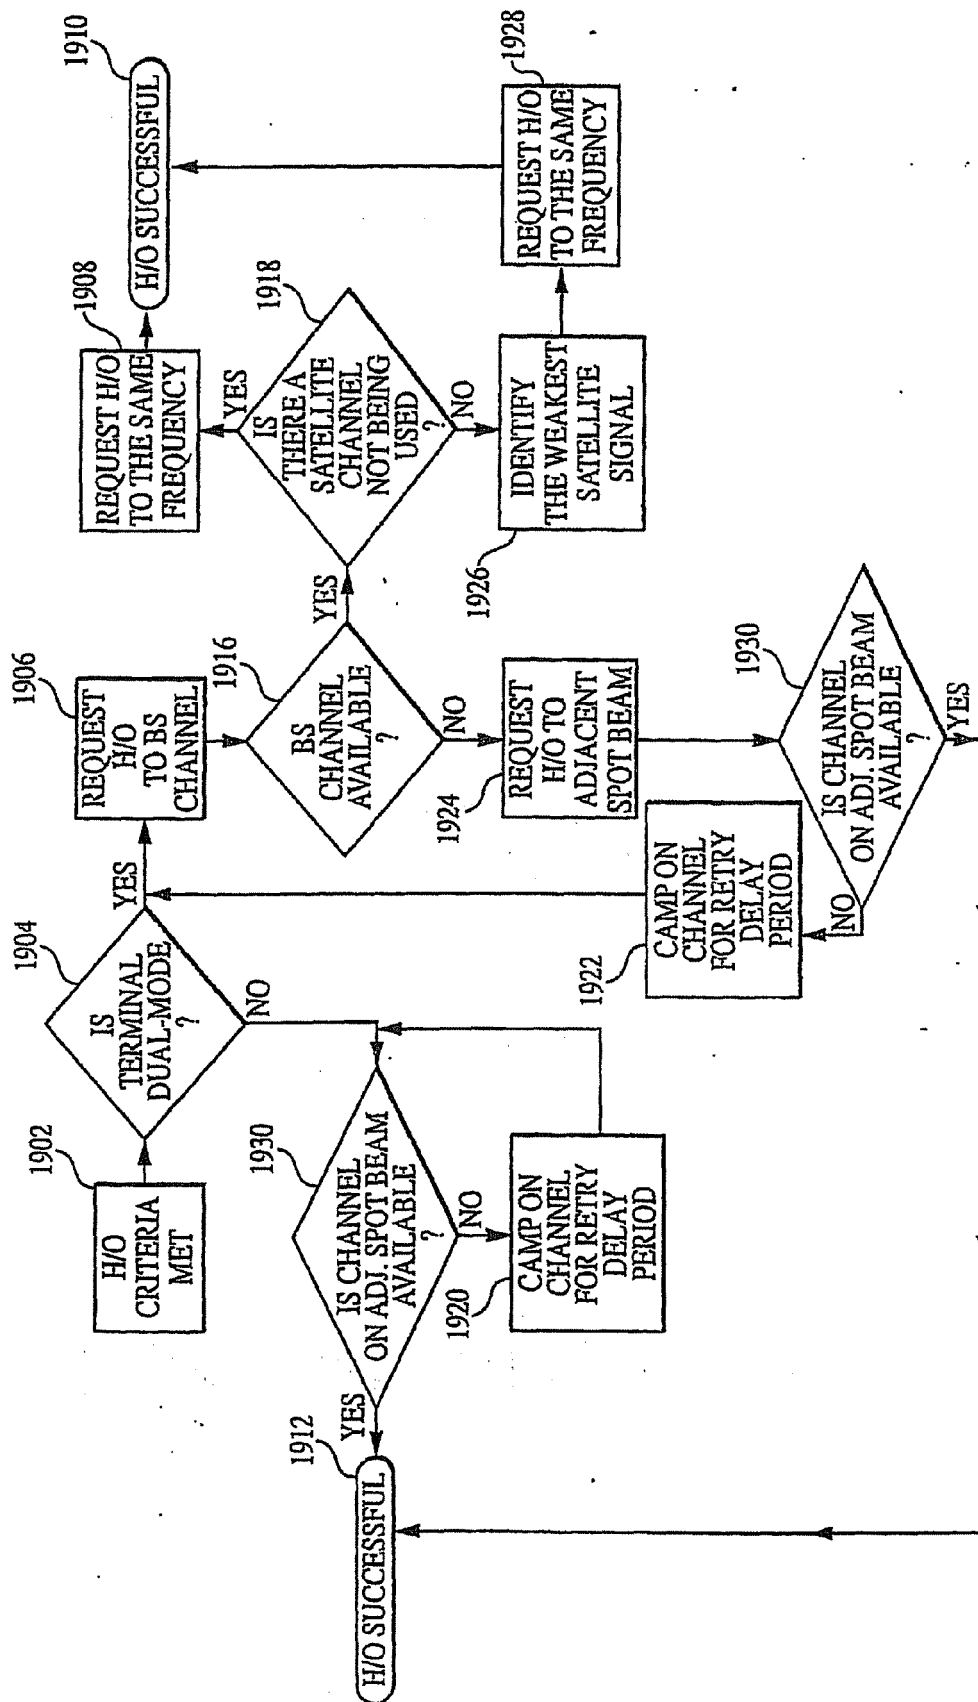 1902
H/O
CRITERIA
MET
1904
IS
TERMINAL
DUAL-MODE
?
YES
NO
1906
REQUEST
H/O
TO BS
CHANNEL
1908
REQUEST H/O
TO THE SAME
FREQUENCY
1910
H/O SUCCESSFUL
1916
BS
CHANNEL
AVAILABLE
?
YES
NO
1918
IS
THERE A
SATELLITE
CHANNEL
NOT BEING
USED
?
YES
NO
1912
H/O SUCCESSFUL
YES
1930
IS CHANNEL
ON ADJ. SPOT BEAM
AVAILABLE
?
NO
1920
CAMP ON
CHANNEL
FOR RETRY
DELAY
PERIOD
1922
CAMP ON
CHANNEL
FOR RETRY
DELAY
PERIOD
1924
REQUEST
H/O TO
ADJACENT
SPOT BEAM
1926
IDENTIFY
THE WEAKEST
SATELLITE
SIGNAL
1928
REQUEST H/O
TO THE SAME
FREQUENCY
1930
IS CHANNEL
ON ADJ. SPOT BEAM
AVAILABLE
?
NO
YES